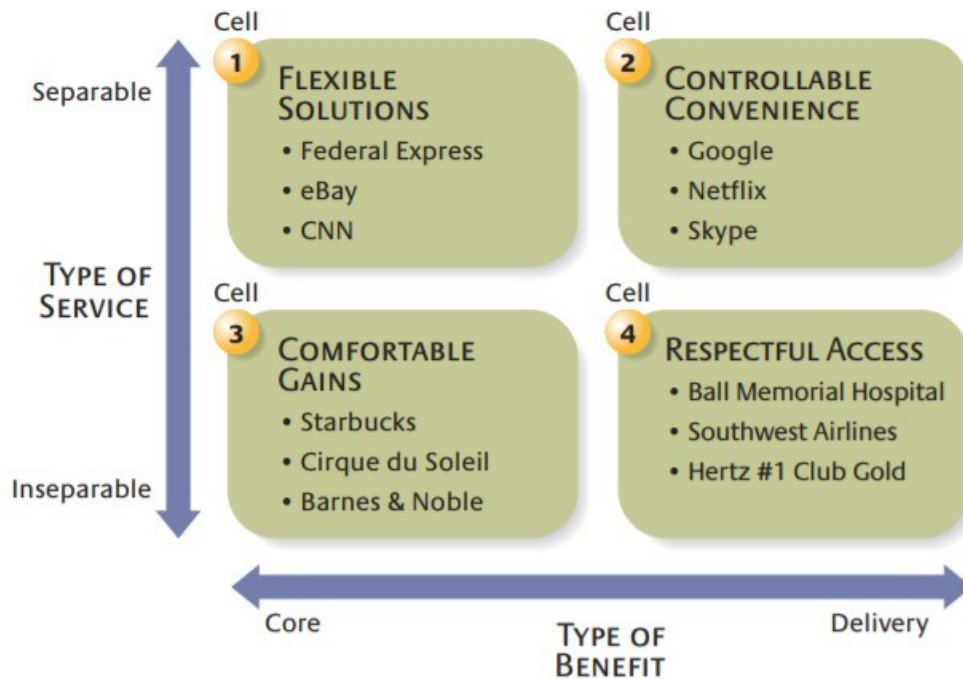 Cell
1
FLEXIBLE
SOLUTIONS
• Federal Express
• eBay
• CNN
Cell
2
CONTROLLABLE
CONVENIENCE
• Google
• Netflix
• Skype
Separable
TYPE OF
SERVICE
Inseparable
Cell
3
COMFORTABLE
GAINS
• Starbucks
• Cirque du Soleil
• Barnes & Noble
Cell
4
RESPECTFUL ACCESS
• Ball Memorial Hospital
• Southwest Airlines
• Hertz #1 Club Gold
Core
TYPE OF
BENEFIT
Delivery